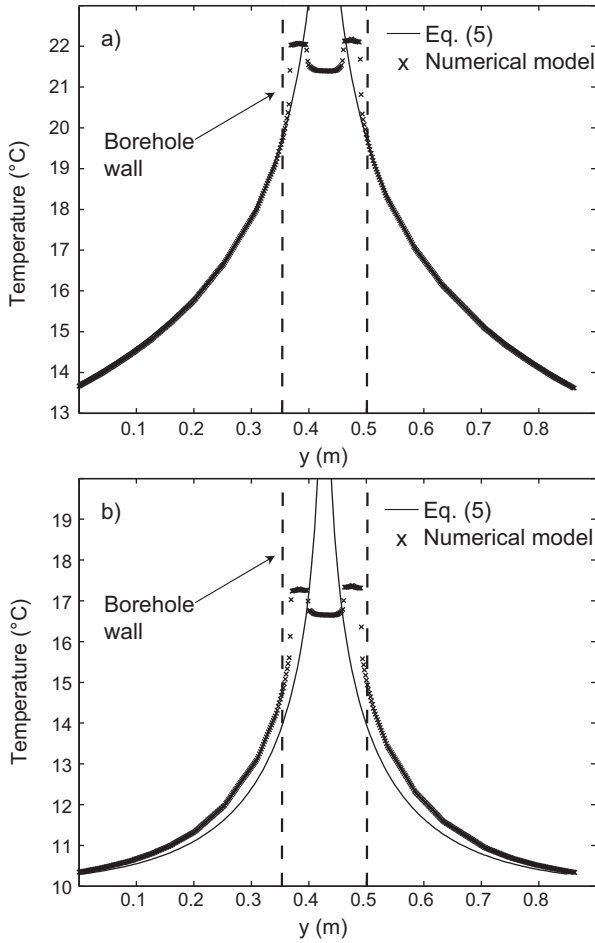 a)
Eq. (5)
x Numerical model
Borehole
wall
Temperature (°C)
22
21
20
19
18
17
16
15
14
13
0.1 0.2 0.3 0.4 0.5 0.6 0.7 0.8
y (m)
b)
Eq. (5)
x Numerical model
Borehole
wall
Temperature (°C)
19
18
17
16
15
14
13
12
11
10
0.1 0.2 0.3 0.4 0.5 0.6 0.7 0.8
y (m)